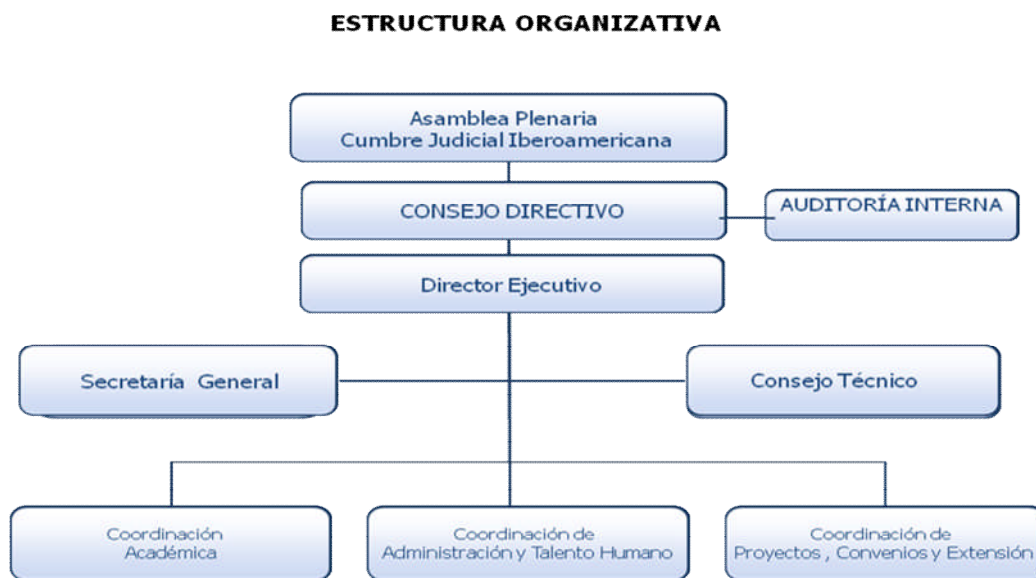 ESTRUCTURA ORGANIZATIVA
Asamblea Plenaria
Cumbre Judicial Iberoamericana
CONSEJO DIRECTIVO
AUDITORÍA INTERNA
Director Ejecutivo
Secretaría General
Consejo Técnico
Coordinación
Académica
Coordinación de
Administración y Talento Humano
Coordinación de
Proyectos , Convenios y Extensión